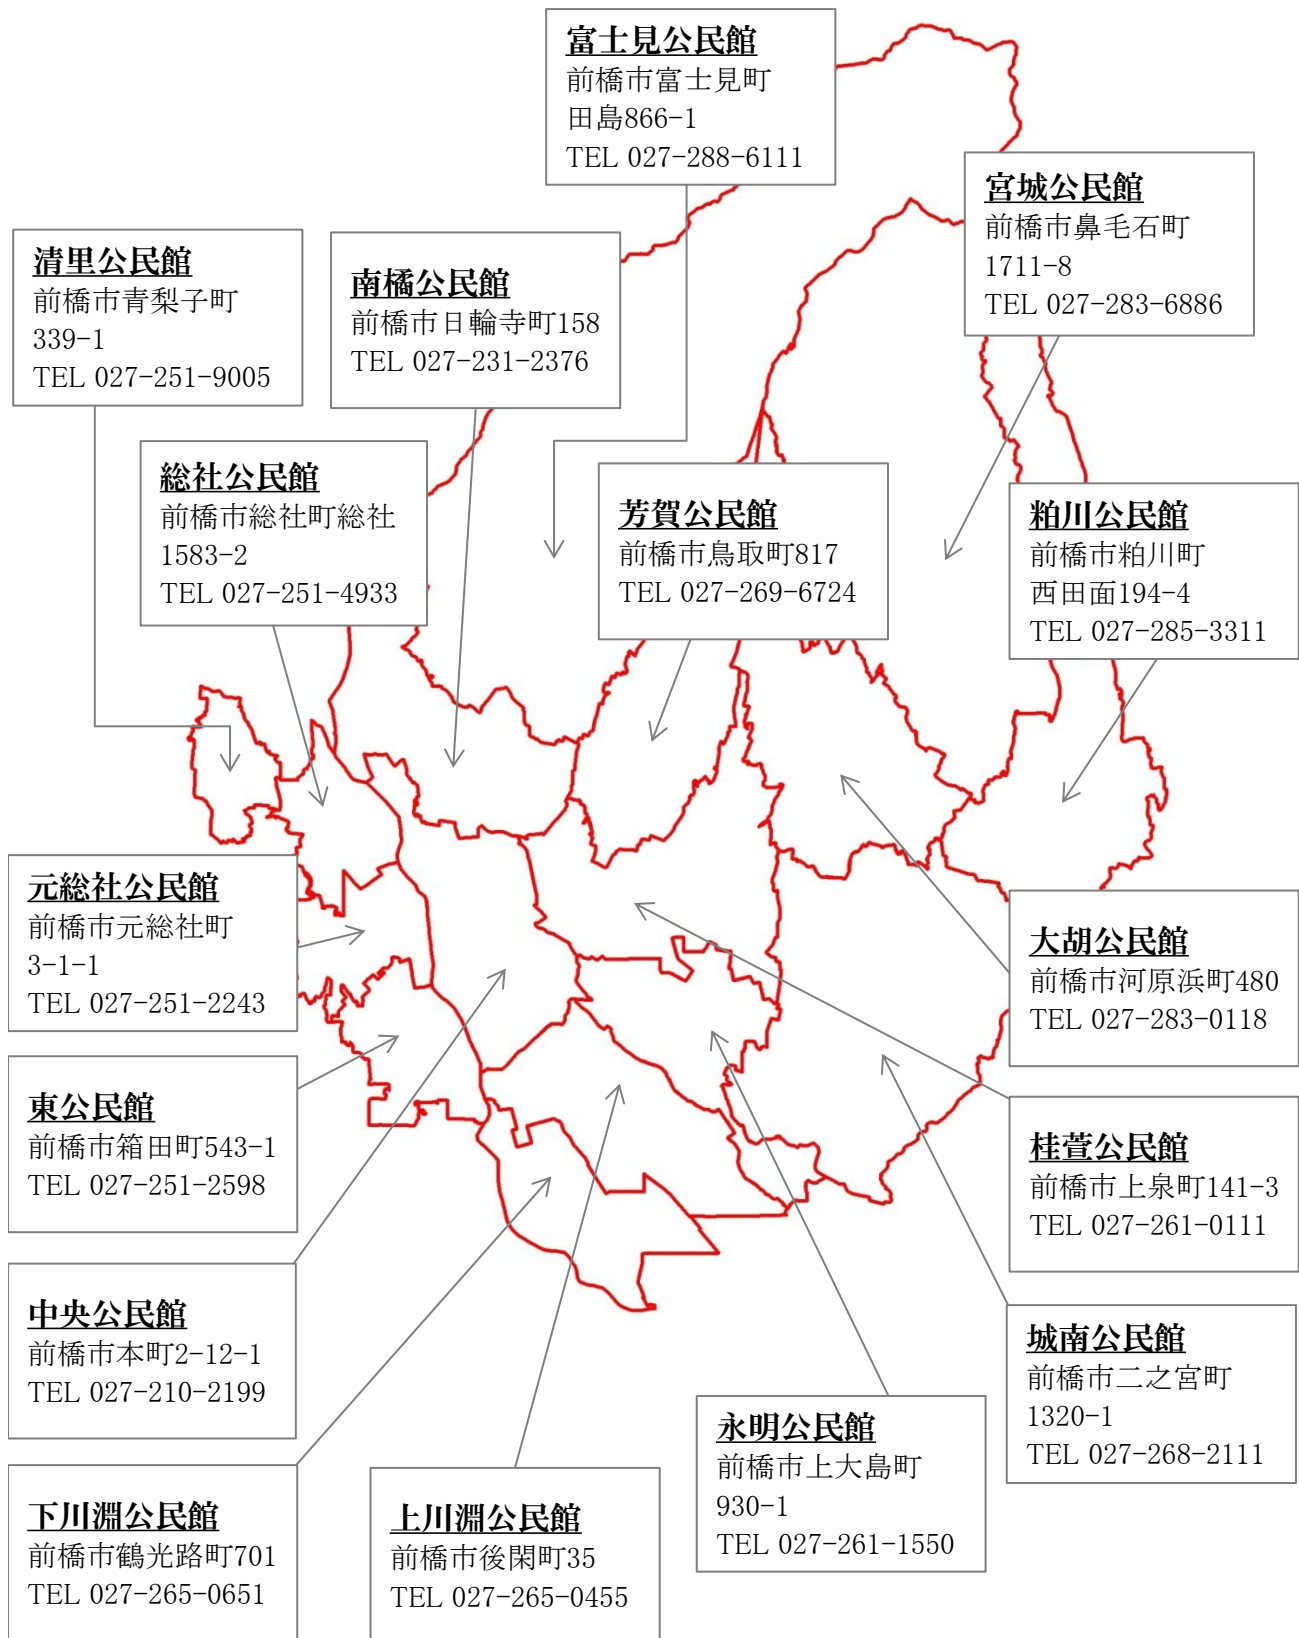 富士見公民館
前橋市富士見町
田島866-1
TEL 027-288-6111
宮城公民館
前橋市鼻毛石町
1711-8
TEL 027-283-6886
清里公民館
前橋市青梨子町
339-1
TEL 027-251-9005
南橘公民館
前橋市日輪寺町158
TEL 027-231-2376
総社公民館
前橋市総社町総社
1583-2
TEL 027-251-4933
芳賀公民館
前橋市鳥取町817
TEL 027-269-6724
粕川公民館
前橋市粕川町
西田面194-4
TEL 027-285-3311
元総社公民館
前橋市元総社町
3-1-1
TEL 027-251-2243
大胡公民館
前橋市河原浜町480
TEL 027-283-0118
東公民館
前橋市箱田町543-1
TEL 027-251-2598
桂萱公民館
前橋市上泉町141-3
TEL 027-261-0111
中央公民館
前橋市本町2-12-1
TEL 027-210-2199
城南公民館
前橋市二之宮町
1320-1
TEL 027-268-2111
永明公民館
前橋市上大島町
930-1
TEL 027-261-1550
下川淵公民館
前橋市鶴光路町701
TEL 027-265-0651
上川淵公民館
前橋市後閑町35
TEL 027-265-0455